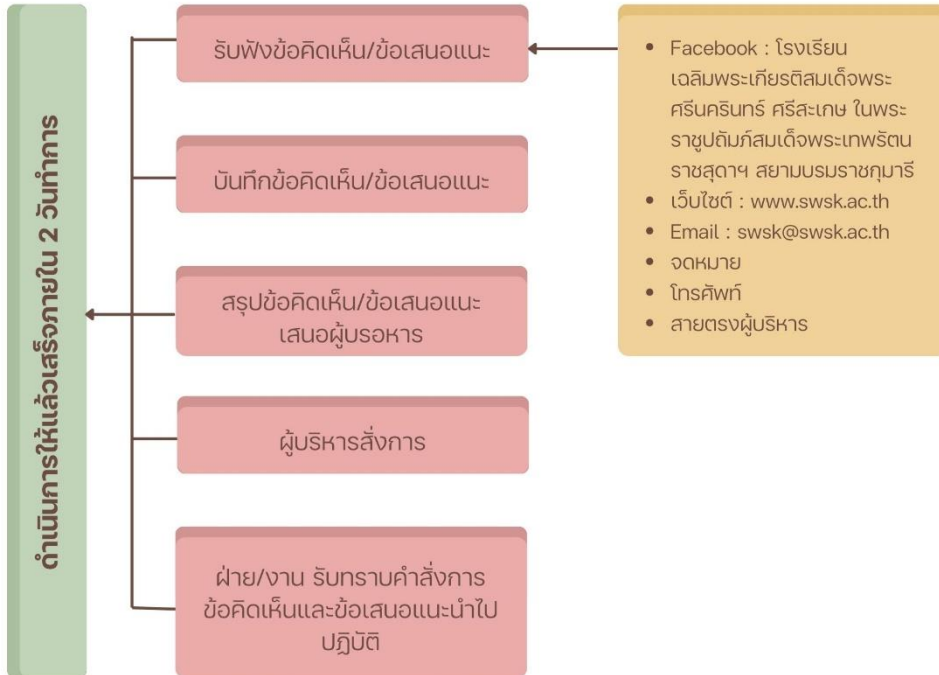 ดำเนินการให้แล้วเสร็จภายใน 2 วันทำการ
รับฟังข้อคิดเห็น/ข้อเสนอแนะ
บันทึกข้อคิดเห็น/ข้อเสนอแนะ
สรุปข้อคิดเห็น/ข้อเสนอแนะ
เสนอผู้บรอหาร
ผู้บริหารสั่งการ
ฝ่าย/งาน รับทราบคำสั่งการ
ข้อคิดเห็นและข้อเสนอแนะนำไป
ปฏิบัติ
• Facebook : โรงเรียน
เฉลิมพระเกียรติสมเด็จพระ
ศรีนครินทร์ ศรีสะเกษ ในพระ
ราชูปถัมภ์สมเด็จพระเทพรัตน
ราชสุดาฯ สยามบรมราชกุมารี
• เว็บไซต์ : www.swsk.ac.th
• Email : swsk@swsk.ac.th
• จดหมาย
• โทรศัพท์
• สายตรงผู้บริหาร